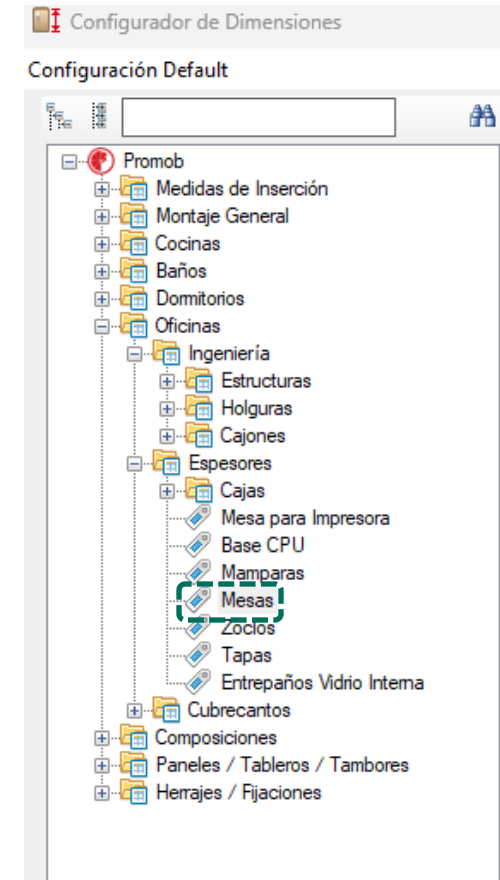 Configurador de Dimensiones
Configuración Default
Promob
Medidas de Inserción
Montaje General
Cocinas
Baños
Dormitorios
Oficinas
Ingeniería
Estructuras
Holguras
Cajones
Espesores
Cajas
Mesa para Impresora
Base CPU
Mamparas
Mesas
Zoclos
Tapas
Entrepaños Vidrio Interna
Cubrecantos
Composiciones
Paneles / Tableros / Tambores
Herrajes / Fijaciones